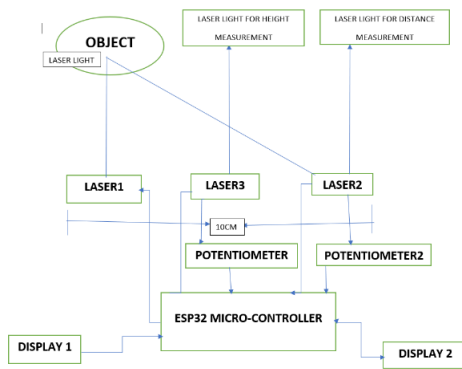 LASER LIGHT FOR HEIGHT
MEASUREMENT
LASER LIGHT FOR DISTANCE
MEASUREMENT
OBJECT
LASER LIGHT
LASER1
LASER3
LASER2
10CM
POTENTIOMETER
POTENTIOMETER2
ESP32 MICRO-CONTROLLER
DISPLAY 1
DISPLAY 2